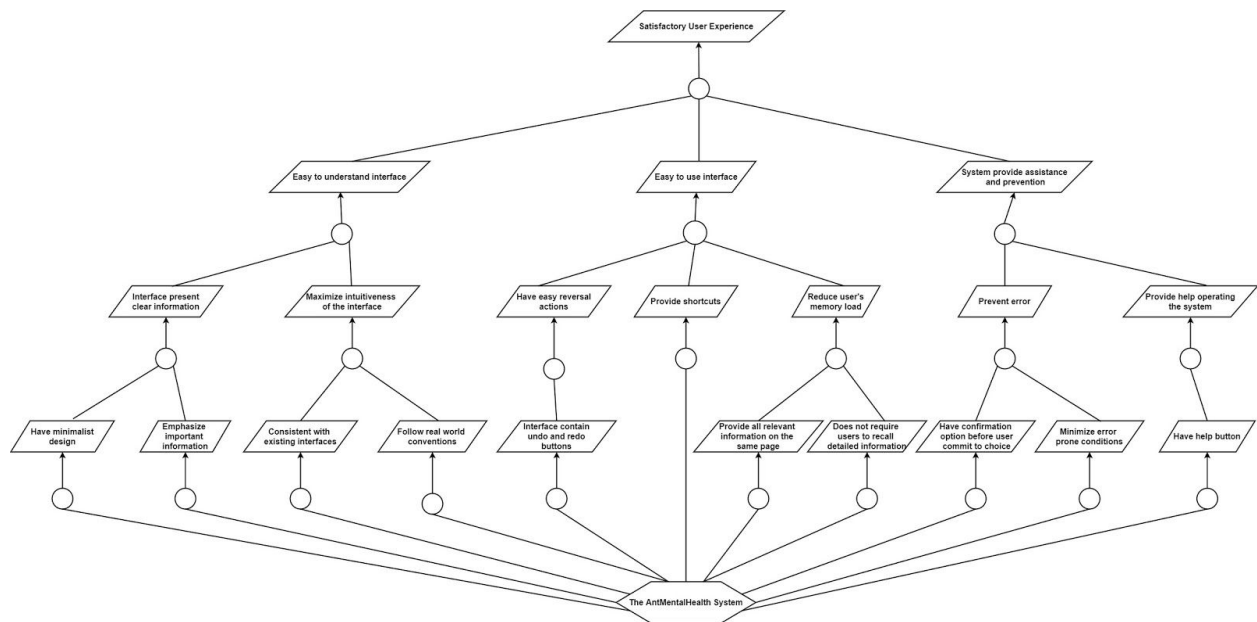 Satisfactory User Experience
Easy to understand interface
Easy to use interface
System provide assistance
and prevention
Interface present
clear information
Maximize intuitiveness
of the interface
Have easy reversal
actions
Provide shortcuts
Reduce user's
memory load
Prevent error
Provide help operating
the system
Have minimalist
design
Emphasize
important
information
Consistent with
existing interfaces
Follow real world
conventions
Interface contain
undo and redo
buttons
Provide all relevant
information on the
same page
Does not require
users to recall
detailed information
Have confirmation
option before user
commit to choice
Minimize error
prone conditions
Have help button
The AntMentalHealth System